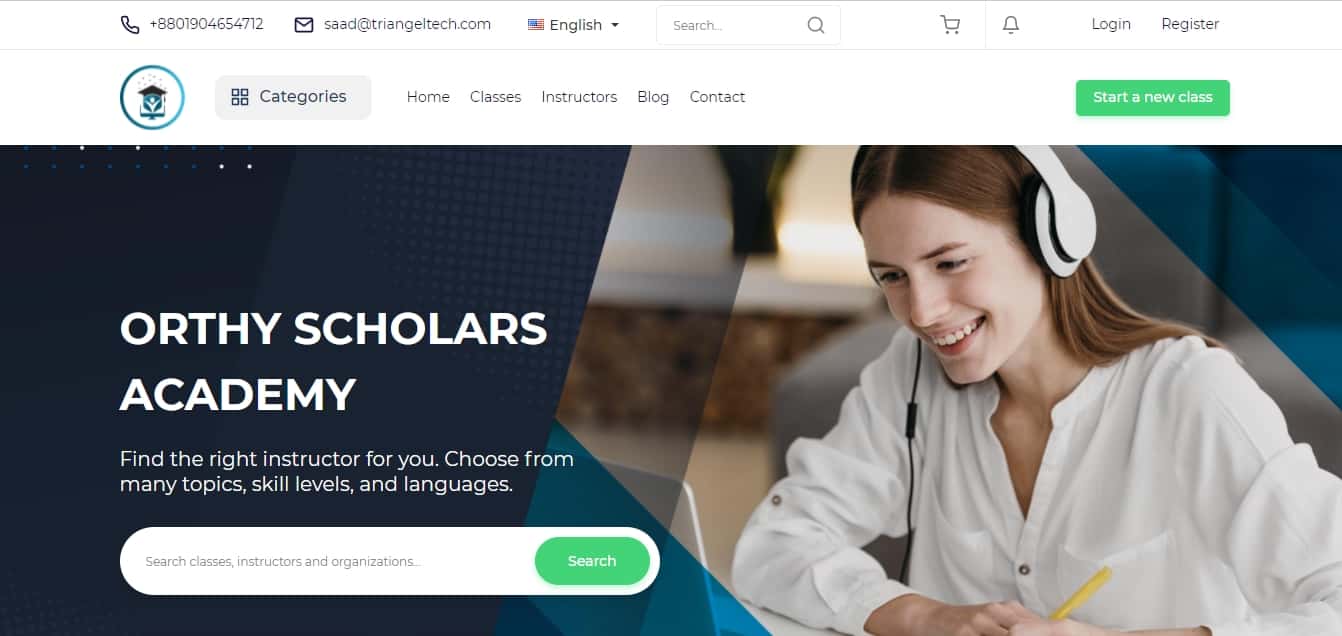 +8801904654712
saad@triangeltech.com
English
Search...
Login
Register
Categories
Home
Classes
Instructors
Blog
Contact
Start a new class
ORTHY SCHOLARS
ACADEMY
Find the right instructor for you. Choose from
many topics, skill levels, and languages.
Search classes, instructors and organizations...
Search